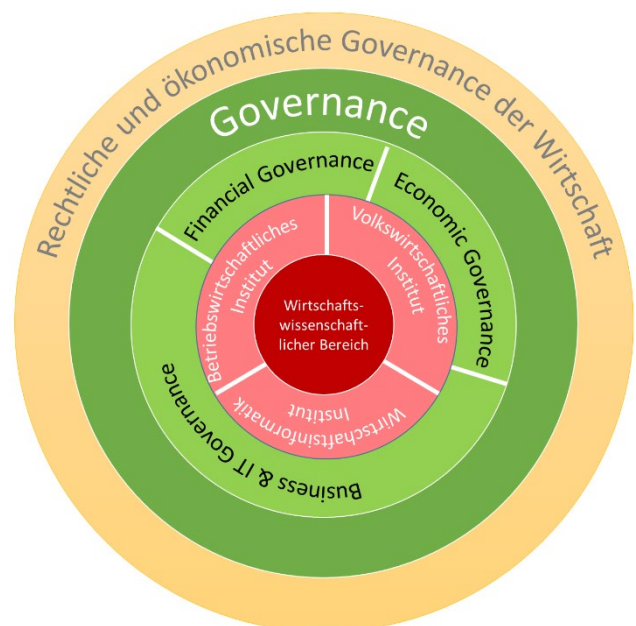 Rechtliche und ökonomische Governance der Wirtschaft
Governance
Financial Governance
Economic Governance
Business & IT Governance
Betriebswirtschaftliches
Institut
Volkswirtschaftliches
Institut
Wirtschaftsinfsitaftknik
Institut
Wirtschafts-
wissenschaft-
licher Bereich